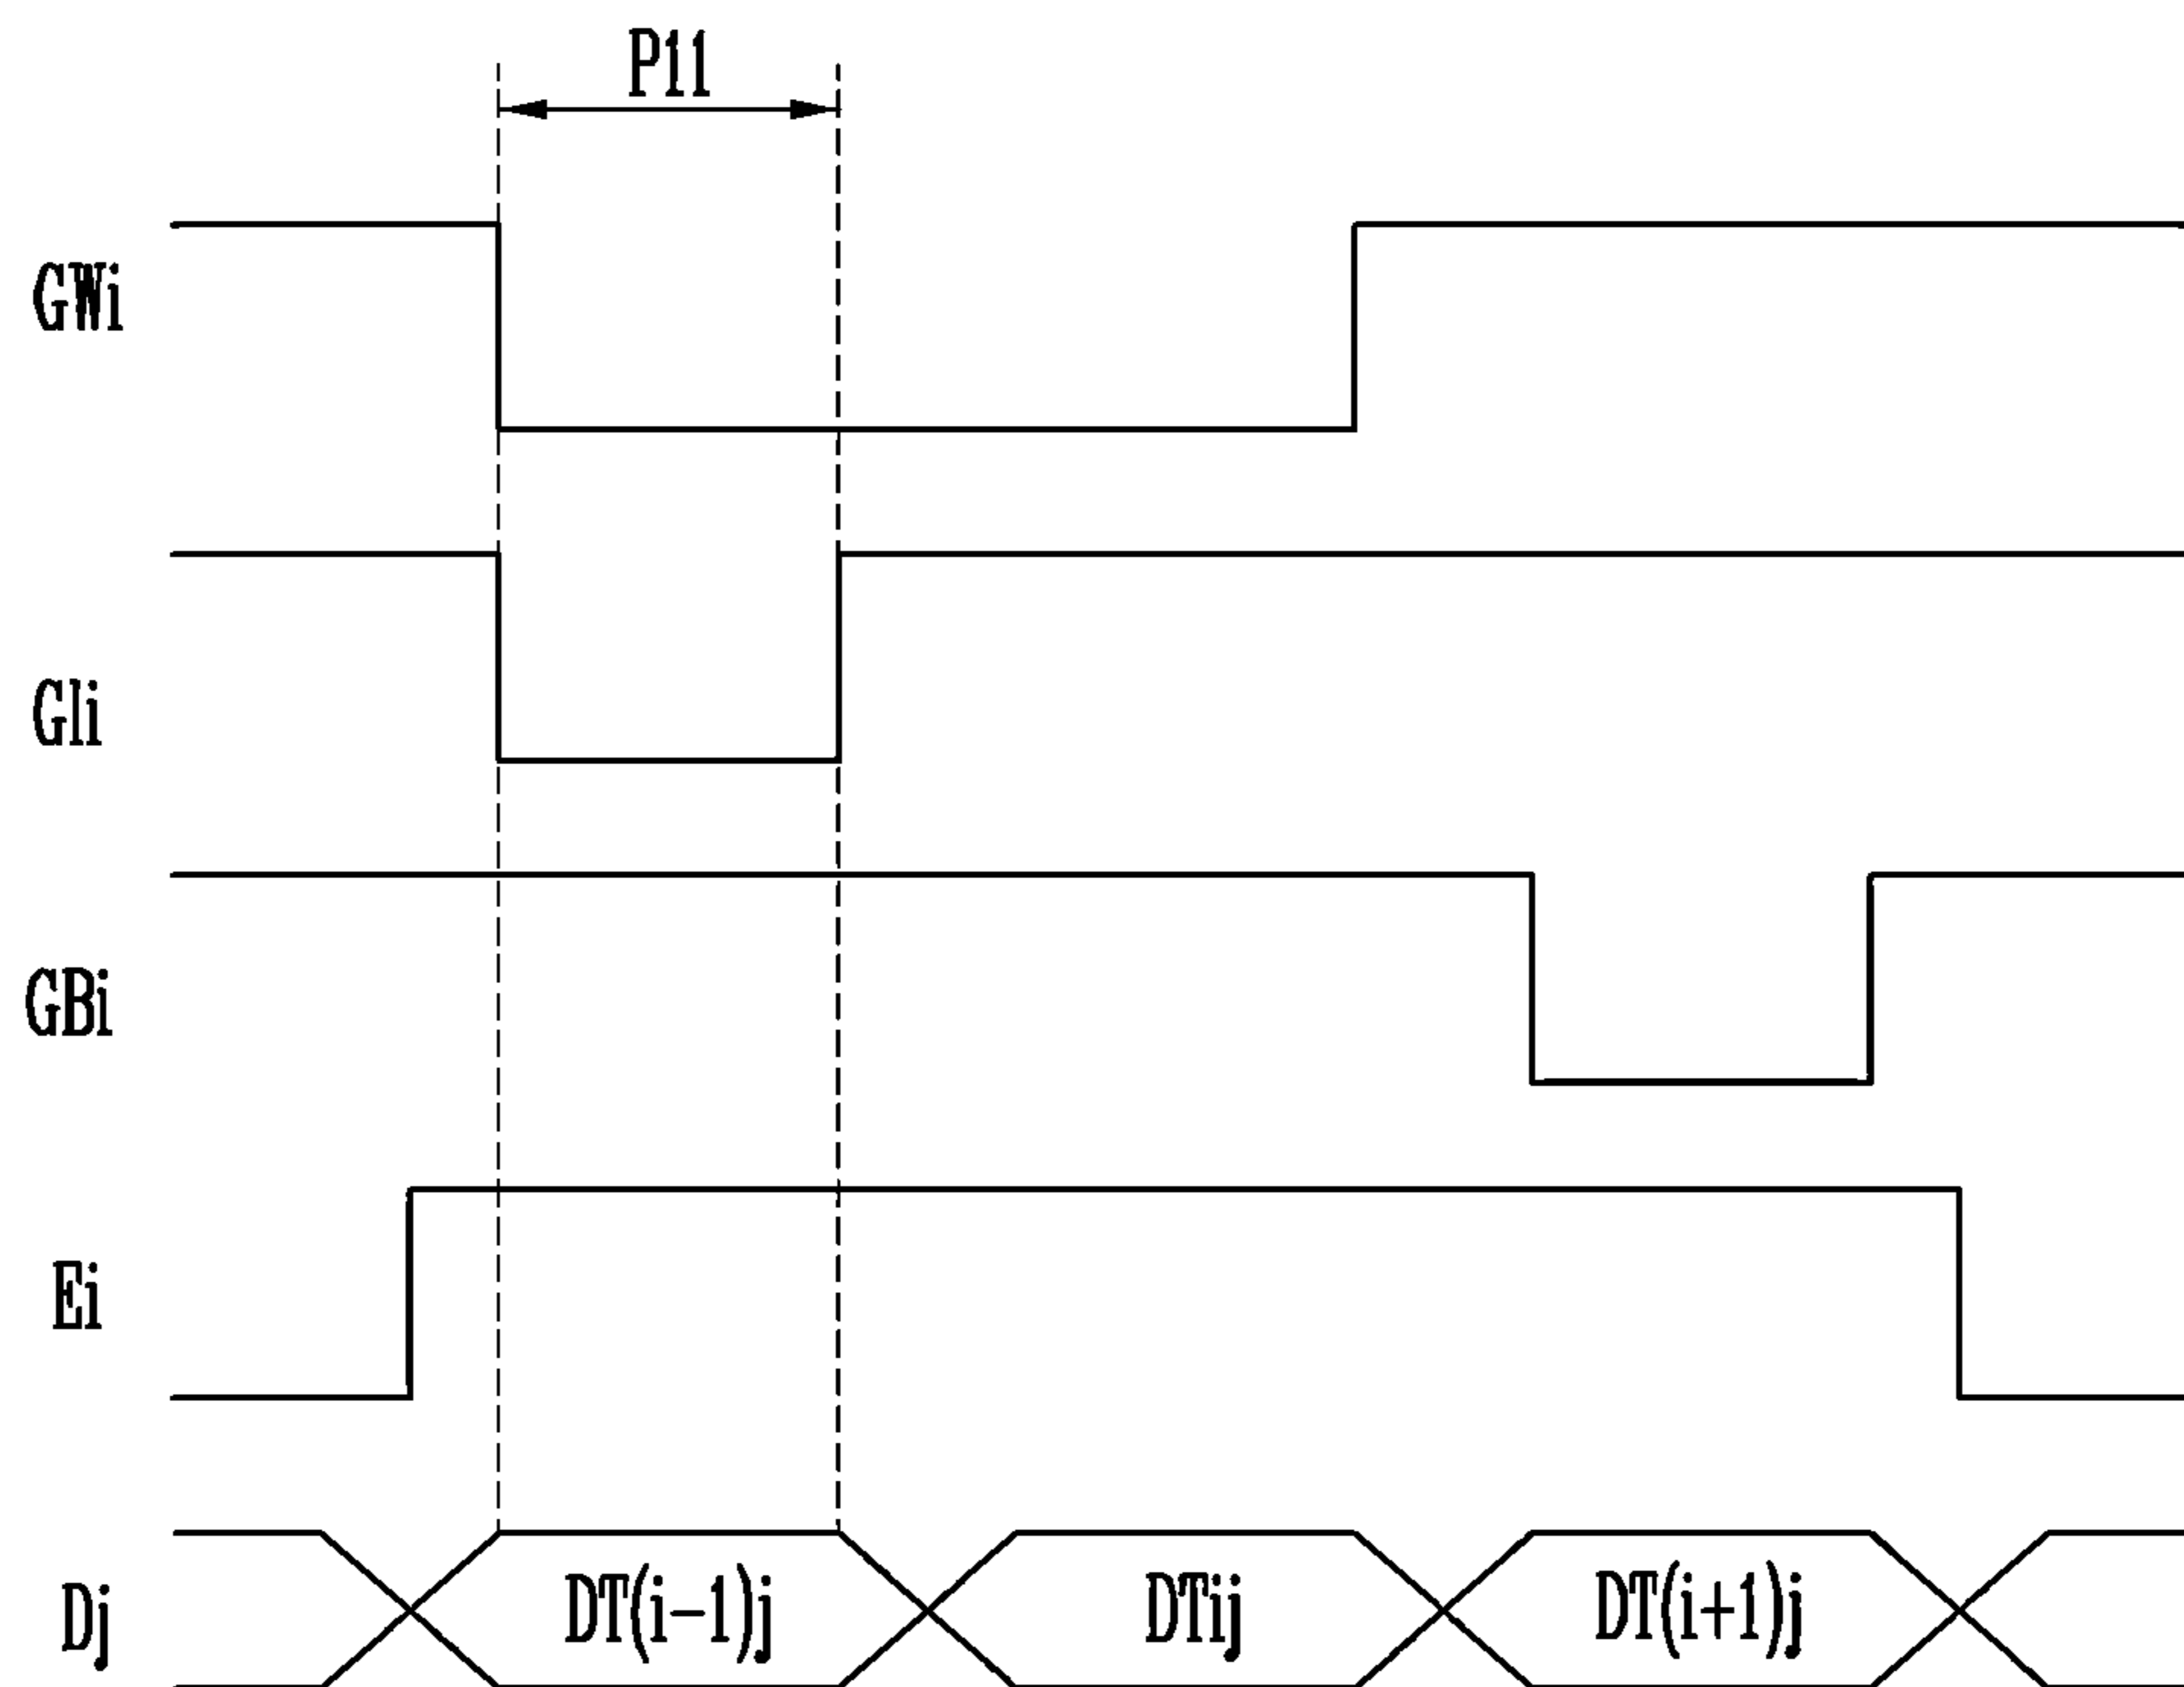 P11
GWi
GIi
GBi
Ei
Dj
DT(i-1)j
DTij
DT(i+1)j